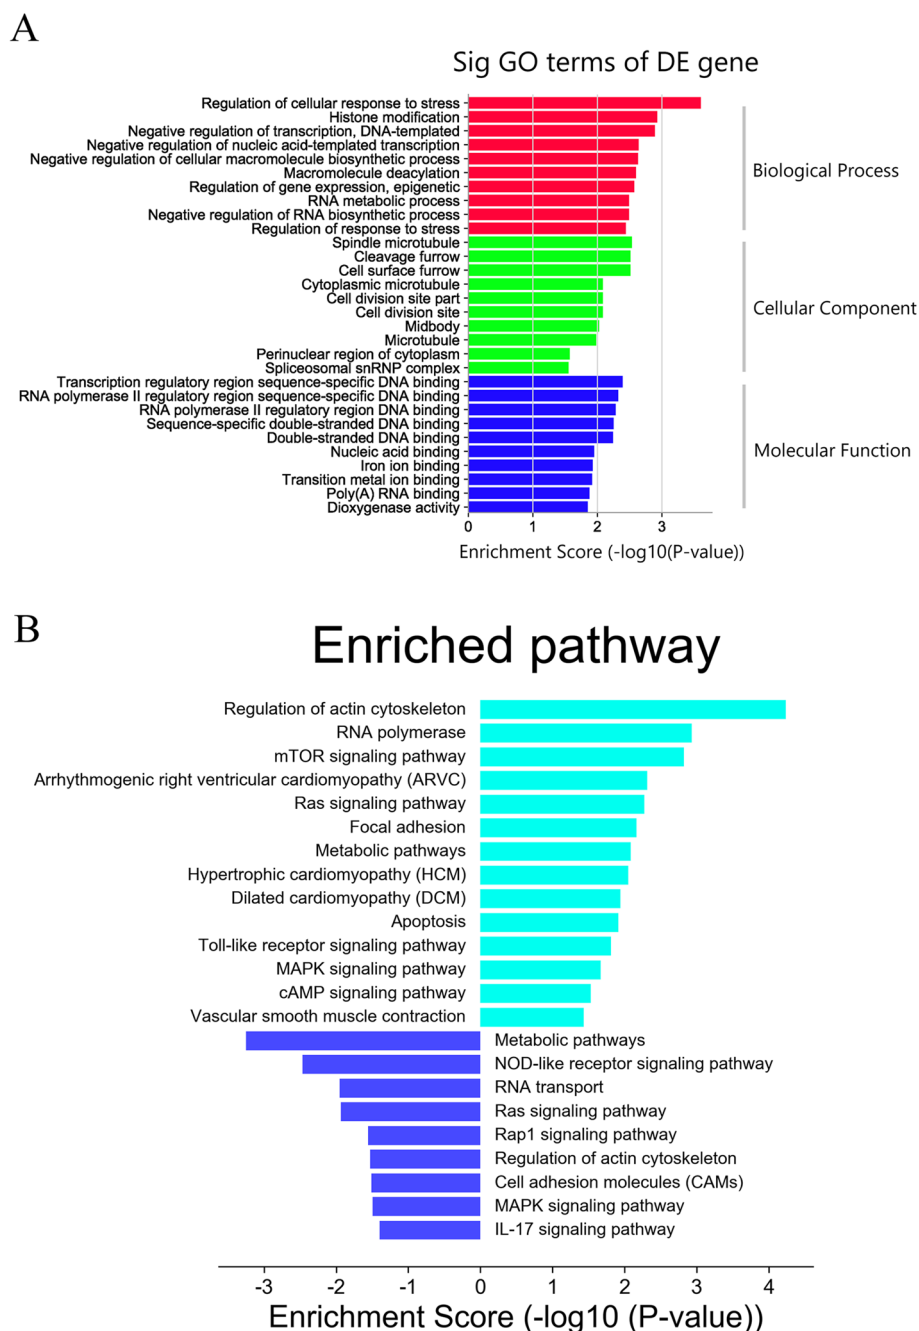 A
Sig GO terms of DE gene
Regulation of cellular response to stress
Histone modification
Negative regulation of transcription, DNA-templated
Negative regulation of nucleic acid-templated transcription
Negative regulation of cellular macromolecule biosynthetic process
Macromolecule deacylation
Regulation of gene expression, epigenetic
RNA metabolic process
Negative regulation of RNA biosynthetic process
Regulation of response to stress
Biological Process
Spindle microtubule
Cleavage furrow
Cell surface furrow
Cytoplasmic microtubule
Cell division site part
Cell division site
Midbody
Microtubule
Perinuclear region of cytoplasm
Spliceosomal snRNP complex
Cellular Component
Transcription regulatory region sequence-specific DNA binding
RNA polymerase II regulatory region sequence-specific DNA binding
RNA polymerase II regulatory region DNA binding
Sequence-specific double-stranded DNA binding
Double-stranded DNA binding
Nucleic acid binding
Iron ion binding
Transition metal ion binding
Poly(A) RNA binding
Dioxygenase activity
Molecular Function
0 1 2 3
Enrichment Score (-log10(P-value))
B
Enriched pathway
Regulation of actin cytoskeleton
RNA polymerase
mTOR signaling pathway
Arrhythmogenic right ventricular cardiomyopathy (ARVC)
Ras signaling pathway
Focal adhesion
Metabolic pathways
Hypertrophic cardiomyopathy (HCM)
Dilated cardiomyopathy (DCM)
Apoptosis
Toll-like receptor signaling pathway
MAPK signaling pathway
cAMP signaling pathway
Vascular smooth muscle contraction
Metabolic pathways
NOD-like receptor signaling pathway
RNA transport
Ras signaling pathway
Rap1 signaling pathway
Regulation of actin cytoskeleton
Cell adhesion molecules (CAMs)
MAPK signaling pathway
IL-17 signaling pathway
-3 -2 -1 0 1 2 3 4
Enrichment Score (-log10 (P-value))